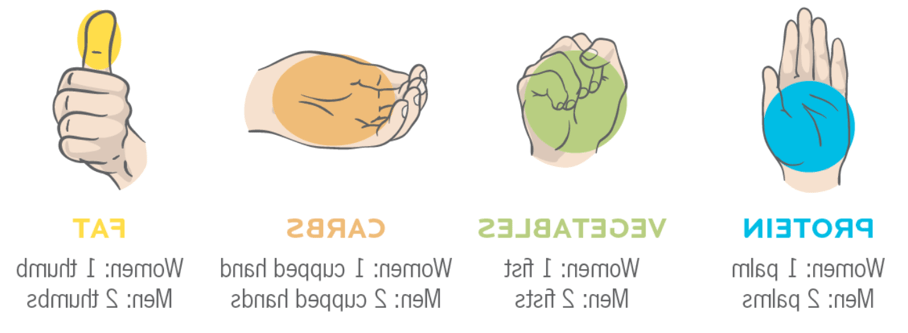 PROTEIN
Women: 1 palm
Men: 2 palms
VEGETABLES
Women: 1 fist
Men: 2 fists
CARBS
Women: 1 cupped hand
Men: 2 cupped hands
FAT
Women: 1 thumb
Men: 2 thumbs